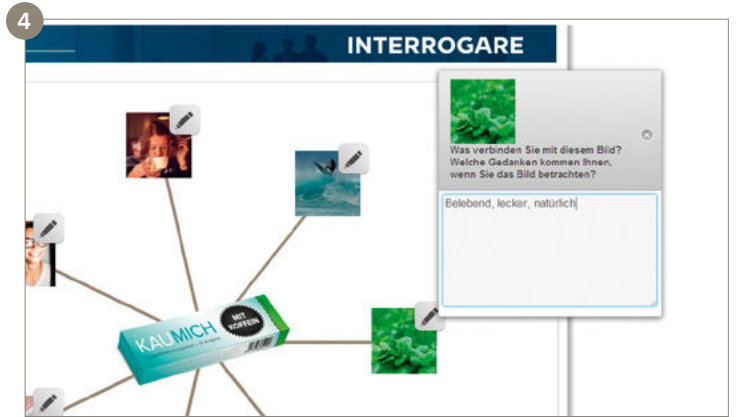 4
INTERROGARE
Was verbinden Sie mit diesem Bild?
Welche Gedanken kommen Ihnen,
wenn Sie das Bild betrachten?
Belebend, lecker, natürlich
MIT
KOFFEIN
KAUMICH